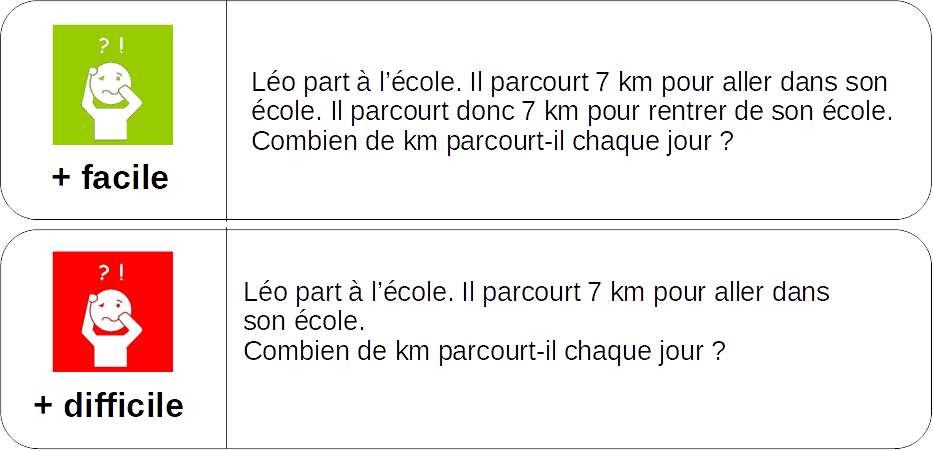 ? !
Léo part à l’école. Il parcourt 7 km pour aller dans son
école. Il parcourt donc 7 km pour rentrer de son école.
Combien de km parcourt-il chaque jour ?
+ facile
? !
Léo part à l’école. Il parcourt 7 km pour aller dans
son école.
Combien de km parcourt-il chaque jour ?
+ difficile